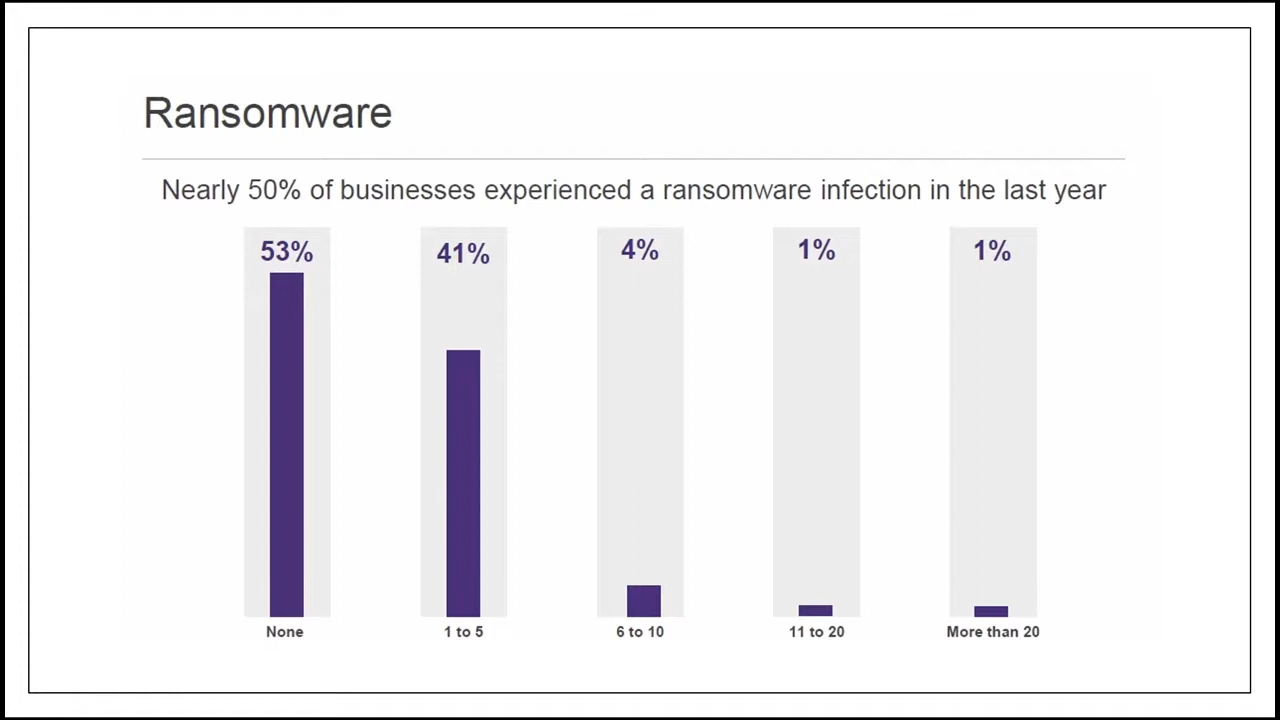 Ransomware
Nearly 50% of businesses experienced a ransomware infection in the last year
53% 41% 4% 1% 1%
None 1 to 5 6 to 10 11 to 20 More than 20